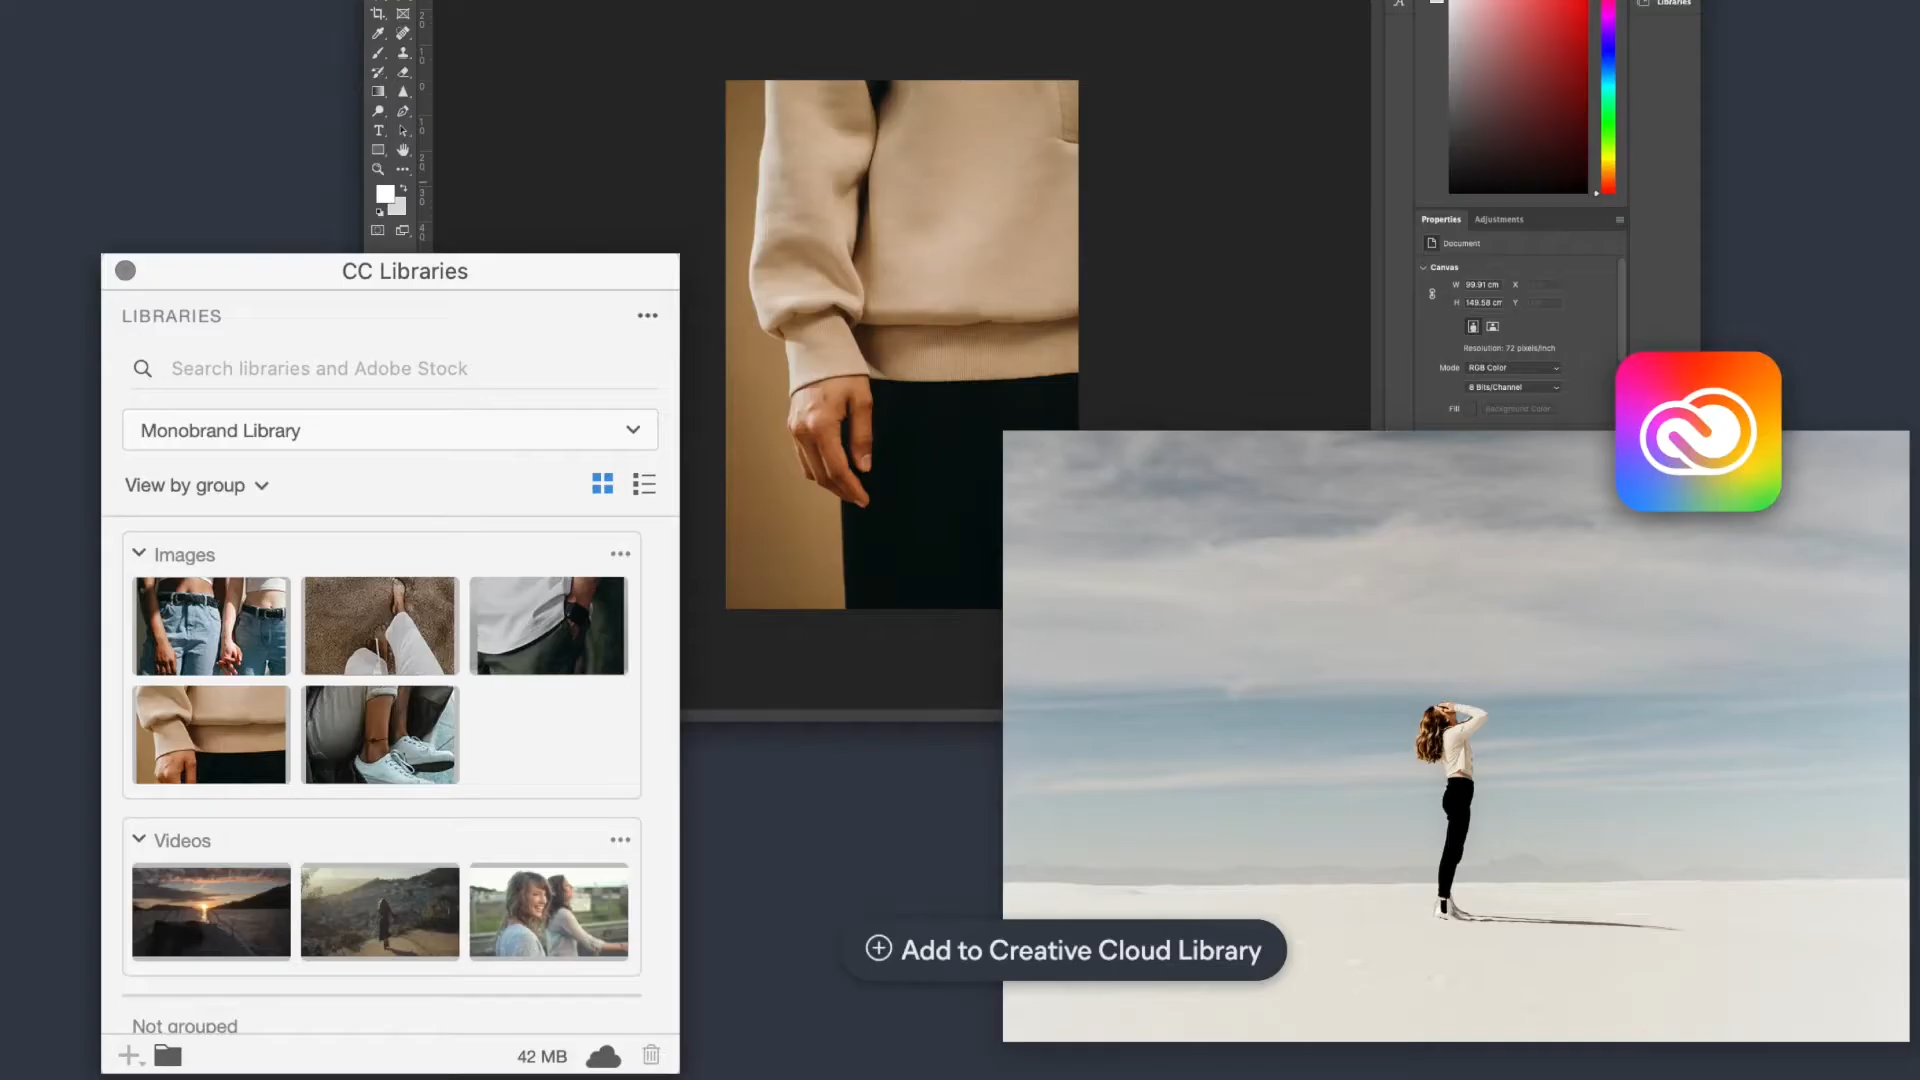 Libraries
Properties
Adjustments
Document
Canvas
W 99.91 cm X
H 149.58 cm Y
Resolution: 72 pixels/inch
Mode RGB Color
8 Bits/Channel
Fill Background Color
CC Libraries
LIBRARIES
Search libraries and Adobe Stock
Monobrand Library
View by group
Images
Videos
Not grouped
42 MB
Add to Creative Cloud Library